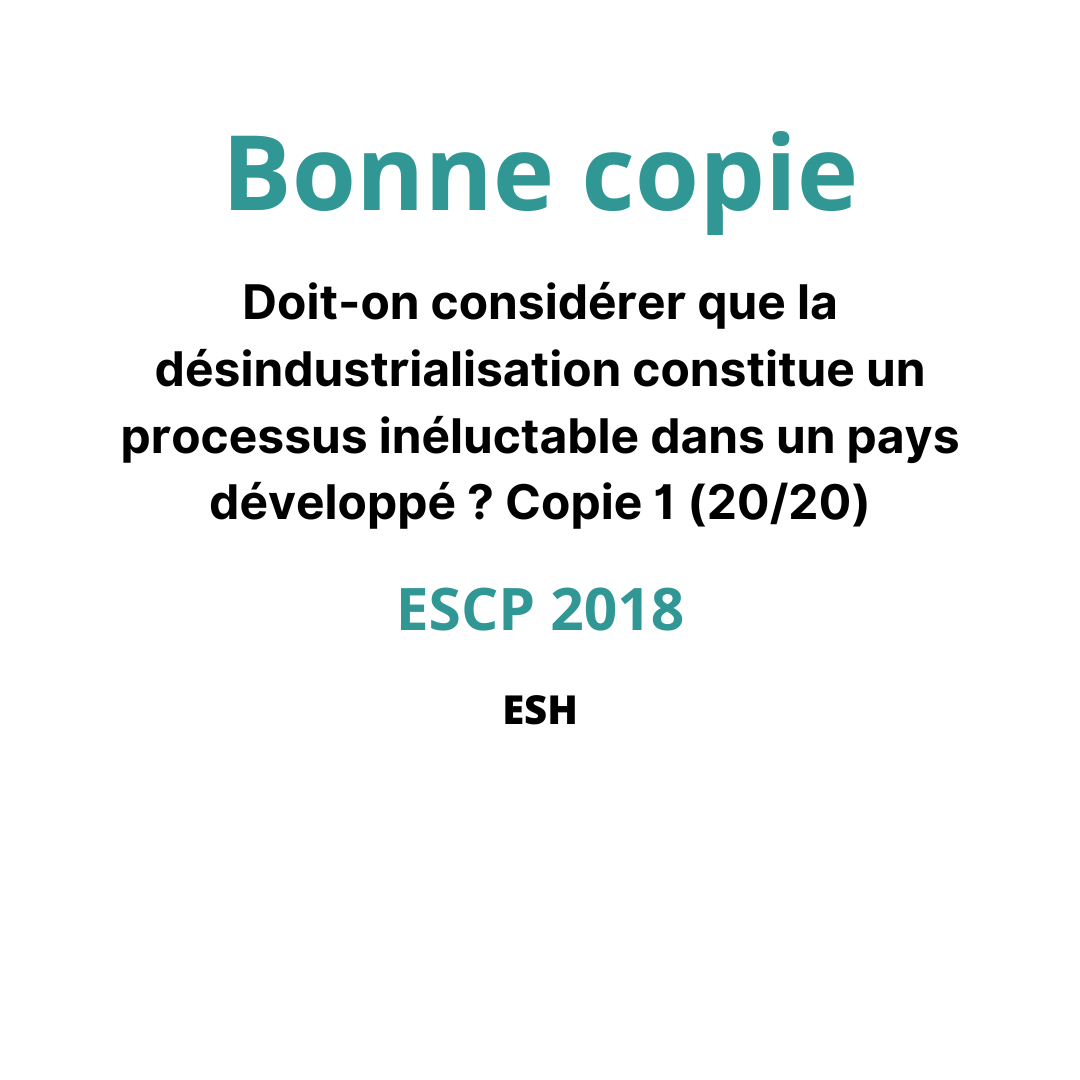 Bonne copie
Doit-on considérer que la
désindustrialisation constitue un
processus inéluctable dans un pays
développé ? Copie 1 (20/20)
ESCP 2018
ESH